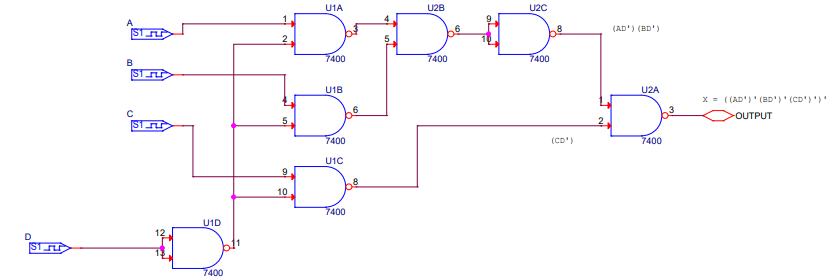 A
S1
1
2
U1A
3
7400
4
5
U2B
6
7400
9
10
U2C
8
7400
(AD')(BD')
B
S1
4
5
U1B
6
7400
1
2
U2A
3
7400
X = ((AD')'(BD')'(CD')')'
OUTPUT
C
S1
9
10
U1C
8
7400
(CD')
D
S1
12
13
U1D
11
7400